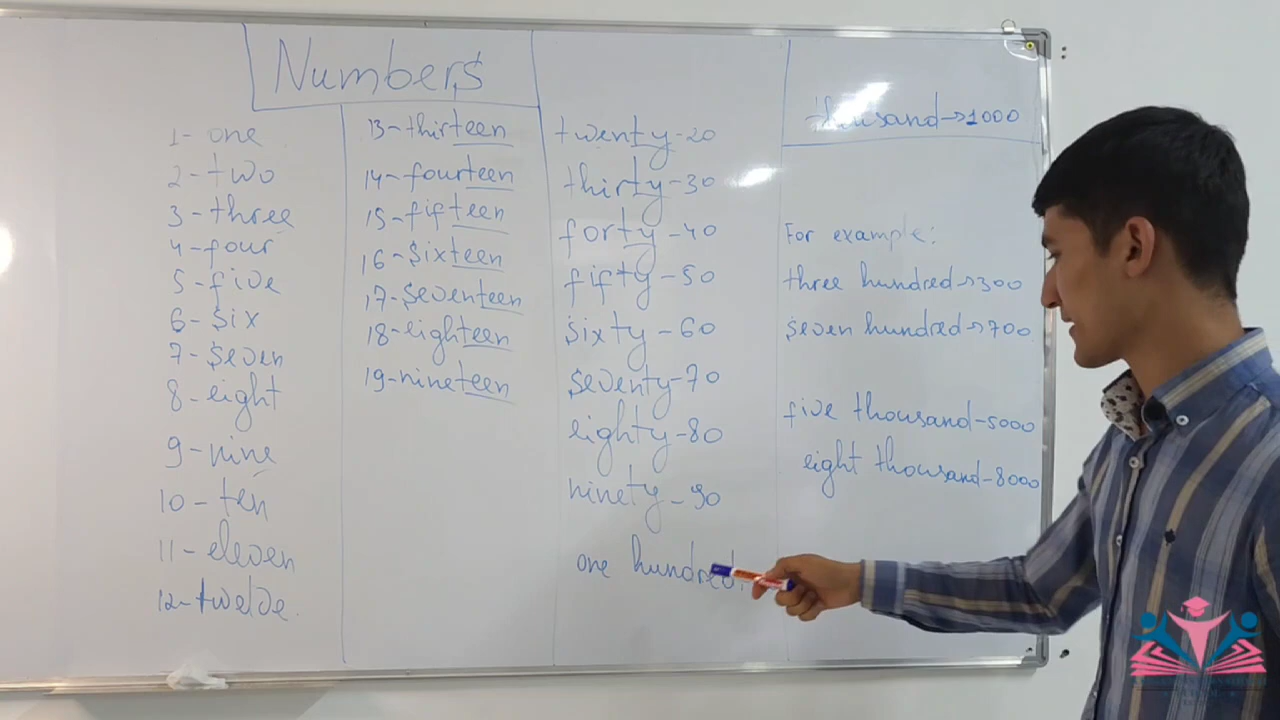 Numbers
1- one
2- two
3- three
4- four
5- five
6- six
7- seven
8- eight
9- nine
10 - ten
11 - eleven
12- twelve
13-thirteen
14-fourteen
15-fifteen
16-sixteen
17-seventeen
18-eighteen
19-nineteen
twenty-20
thirty-30
forty-40
fifty-50
sixty-60
seventy-70
eighty-80
ninety-90
one hundred
thousand→1000
For example:
three hundred→300
seven hundred→700
five thousand-5000
eight thousand-8000